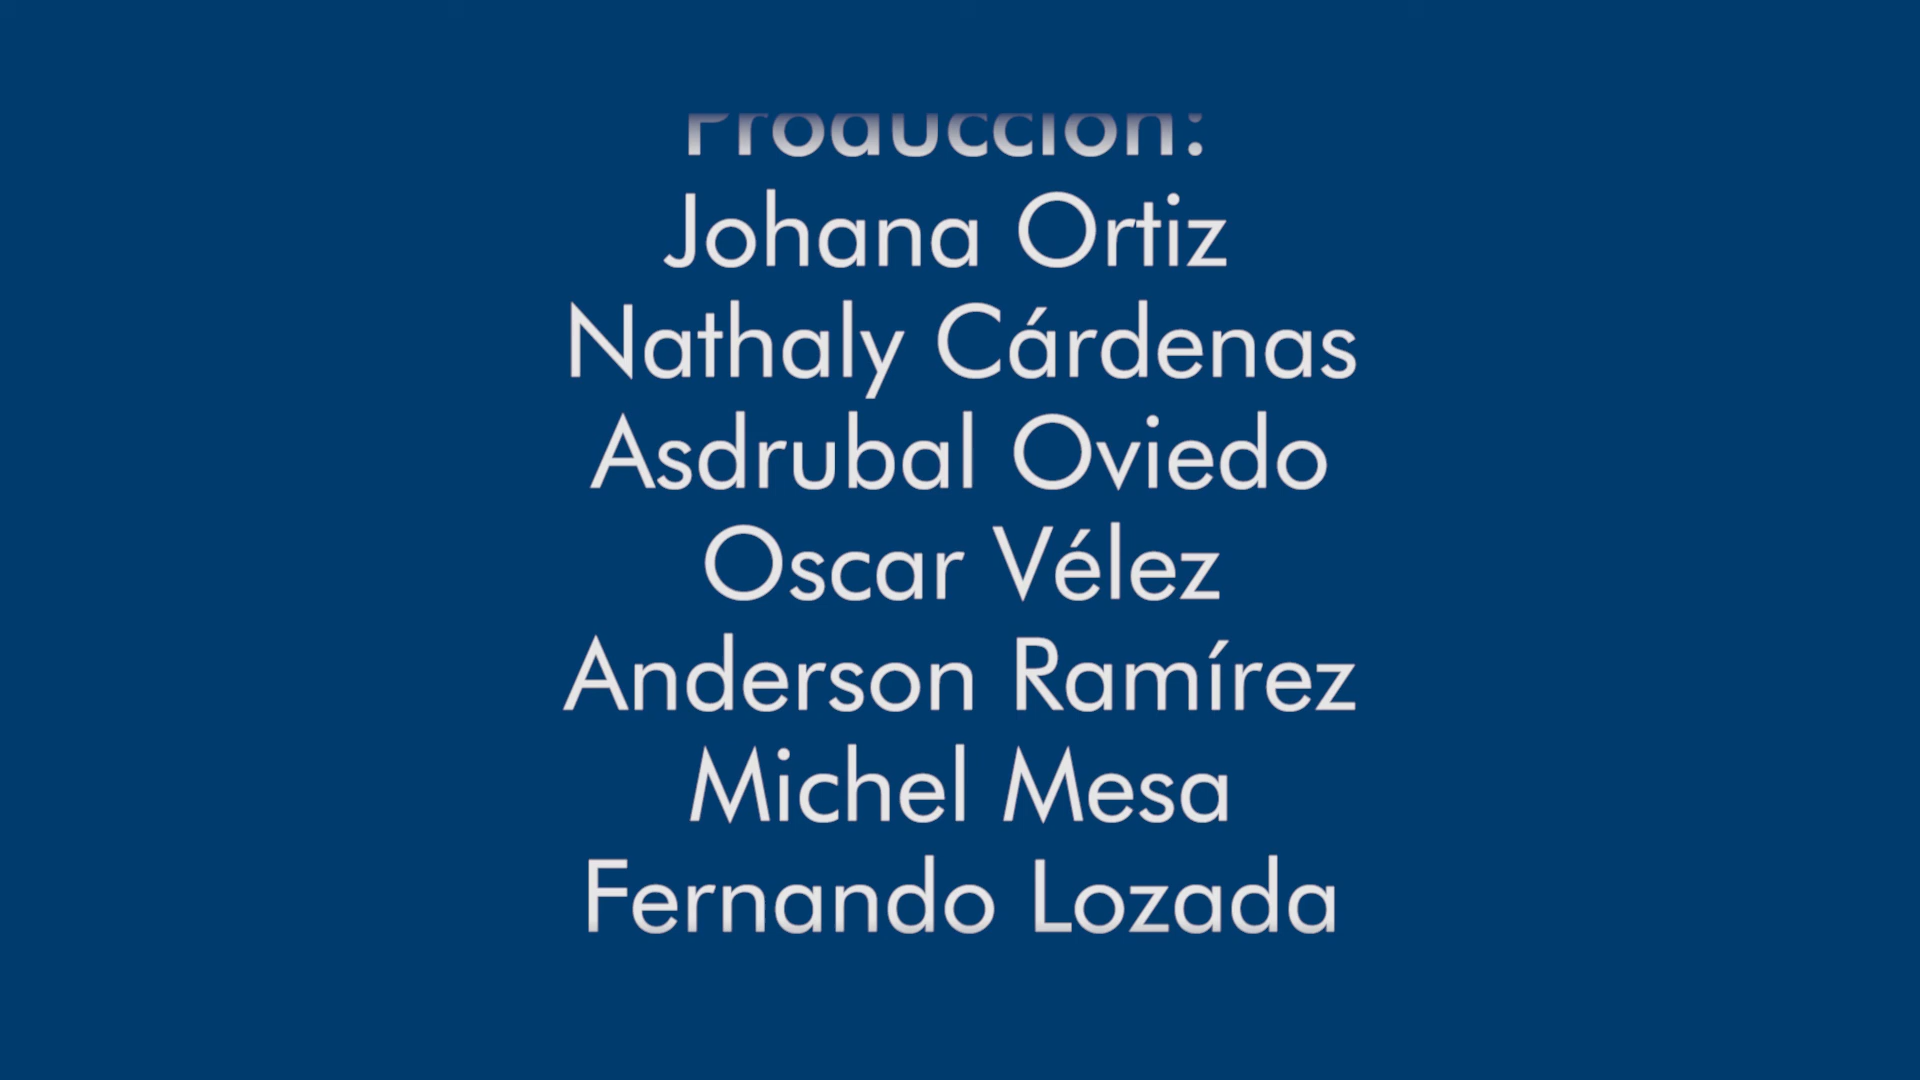 Producción:
Johana Ortiz
Nathaly Cárdenas
Asdrubal Oviedo
Oscar Vélez
Anderson Ramírez
Michel Mesa
Fernando Lozada